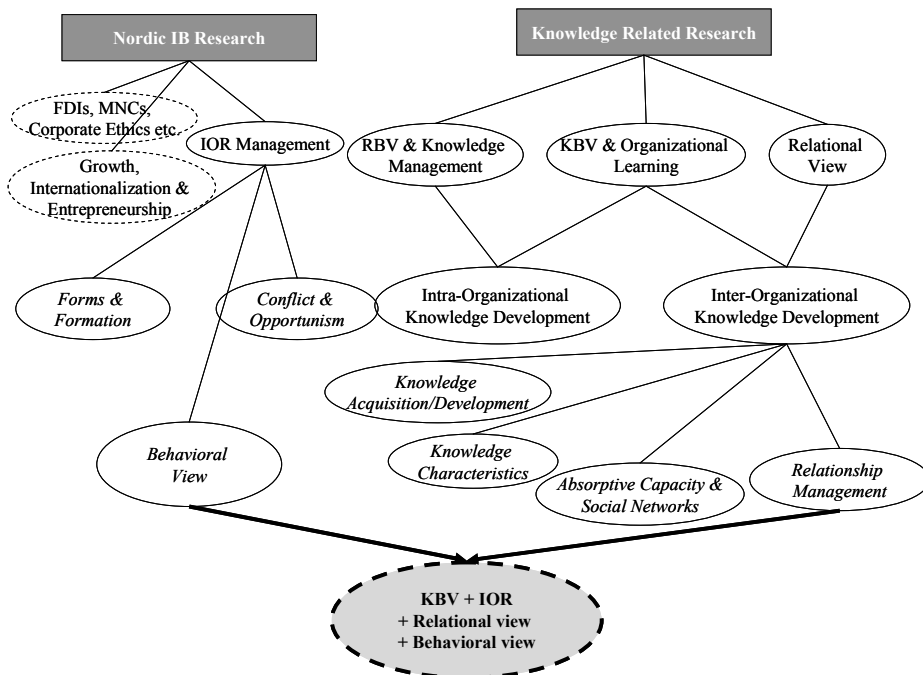 Nordic IB Research
Knowledge Related Research
FDIs, MNCs,
Corporate Ethics etc.
IOR Management
RBV & Knowledge
Management
KBV & Organizational
Learning
Relational
View
Growth,
Internationalization &
Entrepreneurship
Forms &
Formation
Conflict &
Opportunism
Intra-Organizational
Knowledge Development
Inter-Organizational
Knowledge Development
Knowledge
Acquisition/Development
Behavioral
View
Knowledge
Characteristics
Absorptive Capacity &
Social Networks
Relationship
Management
KBV + IOR
+ Relational view
+ Behavioral view